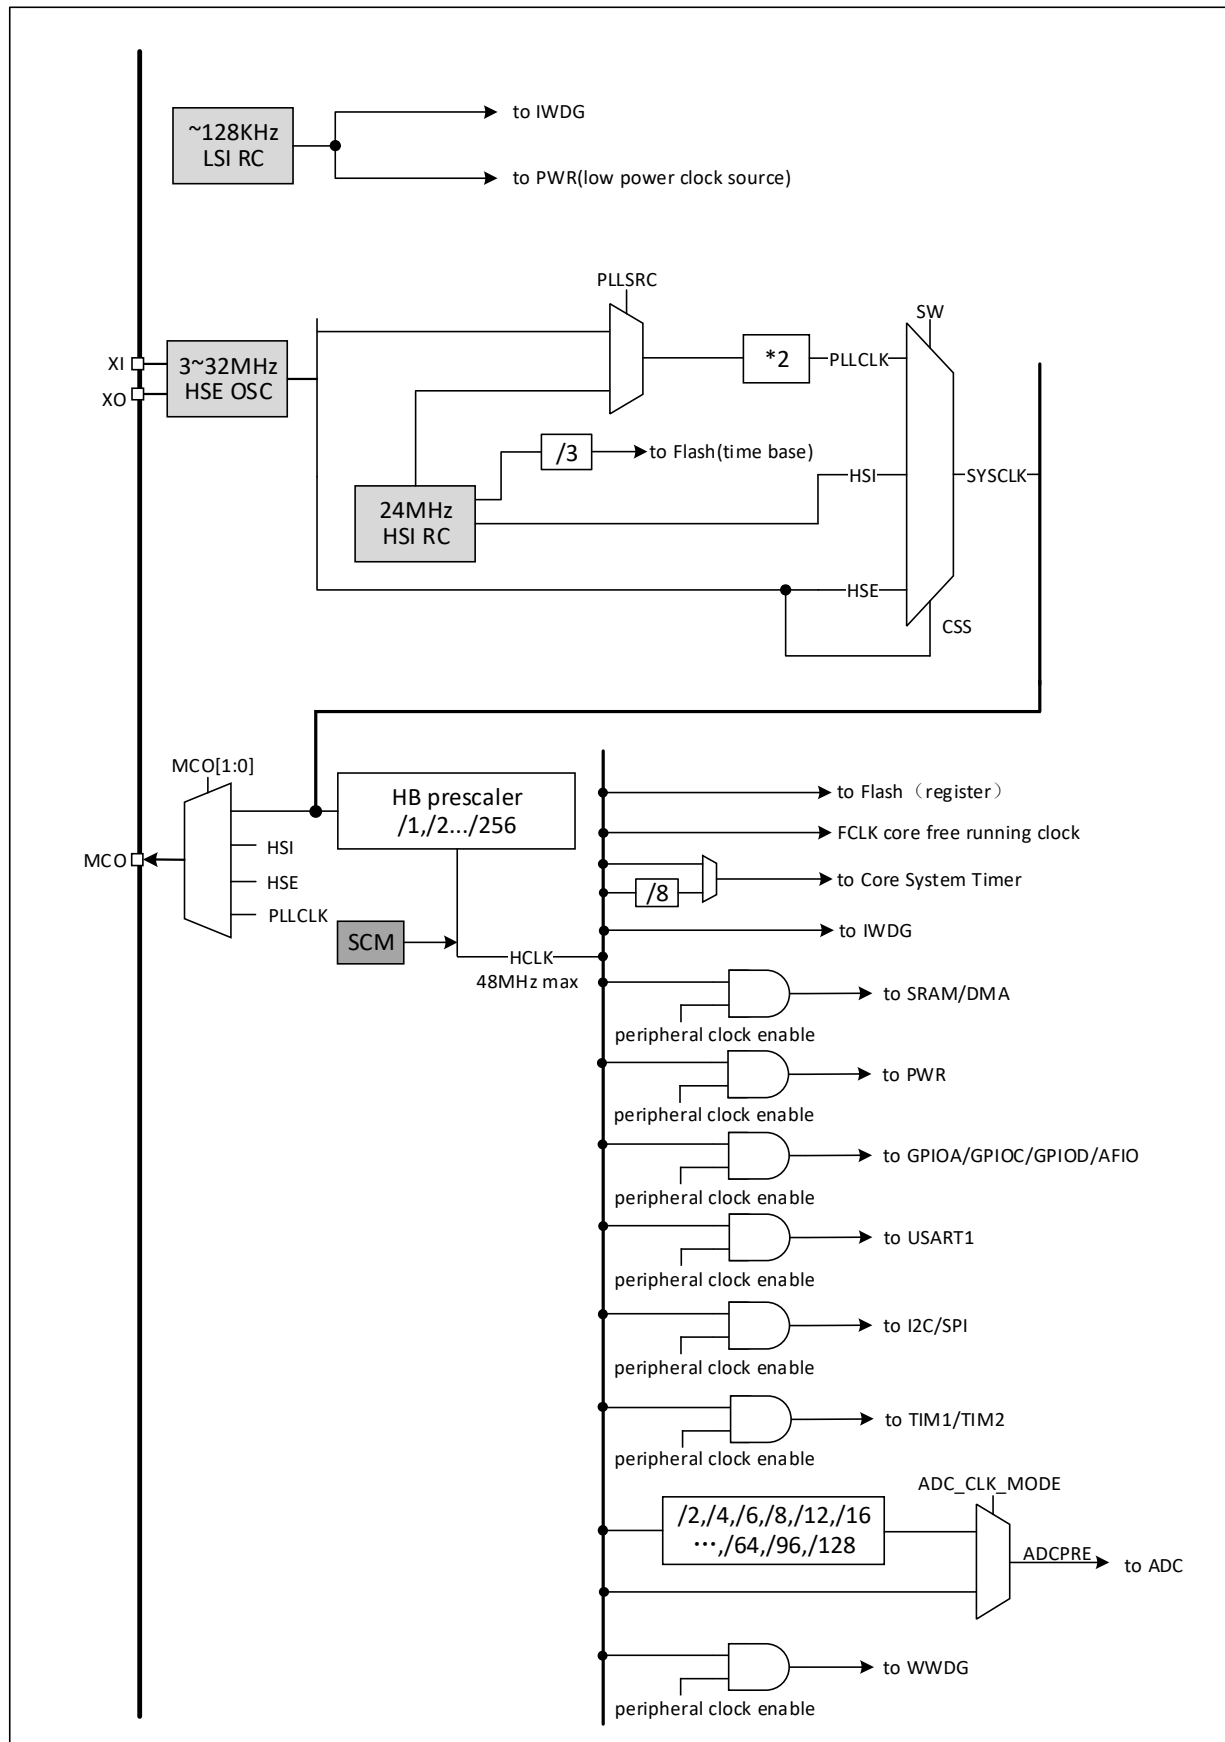 ~128KHz
LSI RC
to IWDG
to PWR(low power clock source)
PLLSRC
SW
XI
XO
3~32MHz
HSE OSC
*2
PLLCLK
/3
to Flash(time base)
24MHz
HSI RC
HSI
SYSCLK
HSE
CSS
MCO[1:0]
HB prescaler
/1,/2.../256
MCO
HSI
HSE
PLLCLK
SCM
HCLK
48MHz max
to Flash（register）
FCLK core free running clock
/8
to Core System Timer
to IWDG
to SRAM/DMA
peripheral clock enable
to PWR
peripheral clock enable
to GPIOA/GPIOC/GPIOD/AFIO
peripheral clock enable
to USART1
peripheral clock enable
to I2C/SPI
peripheral clock enable
to TIM1/TIM2
peripheral clock enable
ADC_CLK_MODE
/2,/4,/6,/8,/12,/16
⋯,/64,/96,/128
ADCPRE
to ADC
to WWDG
peripheral clock enable